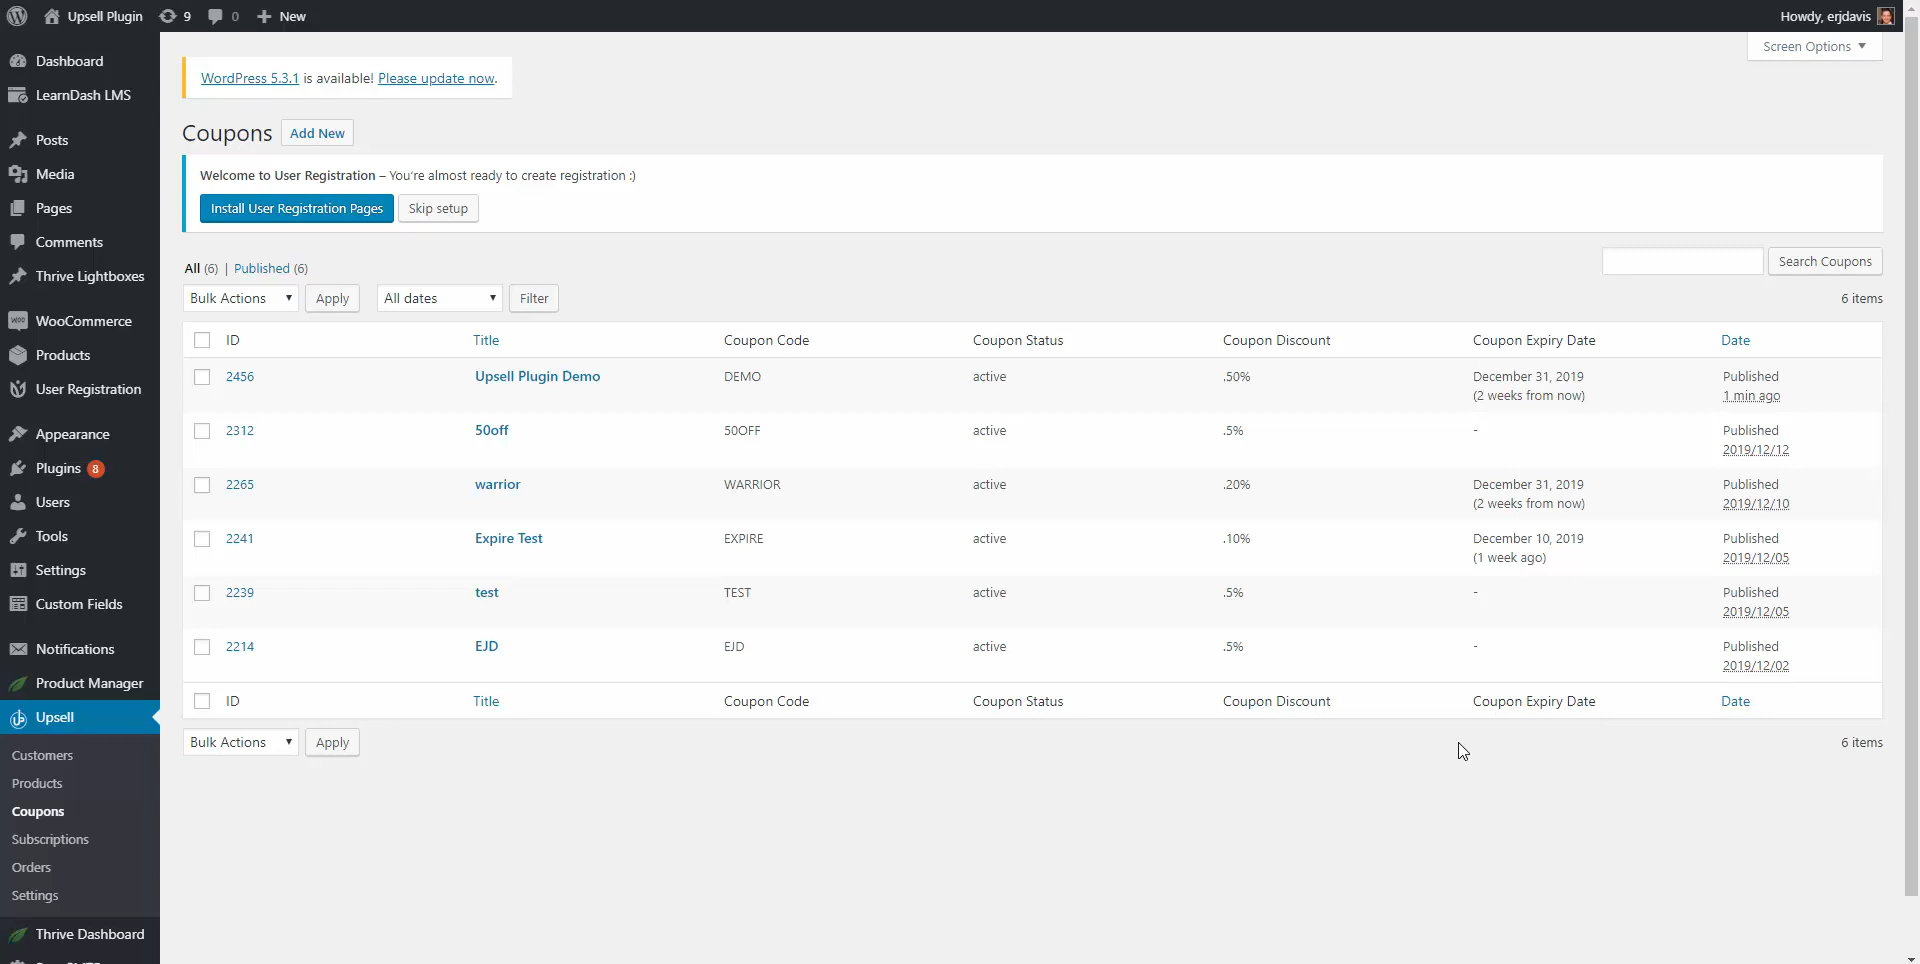 Upsell Plugin 9 0 New Howdy, erjdavis
Screen Options
WordPress 5.3.1 is available! Please update now.
Coupons Add New
Welcome to User Registration – You're almost ready to create registration :)
Install User Registration Pages Skip setup
All (6) | Published (6) Search Coupons
Bulk Actions Apply All dates Filter 6 items
ID Title Coupon Code Coupon Status Coupon Discount Coupon Expiry Date Date
2456 Upsell Plugin Demo DEMO active .50% December 31, 2019 Published
(2 weeks from now) 1 min ago
2312 50off 50OFF active .5% - Published
2019/12/12
2265 warrior WARRIOR active .20% December 31, 2019 Published
(2 weeks from now) 2019/12/10
2241 Expire Test EXPIRE active .10% December 10, 2019 Published
(1 week ago) 2019/12/05
2239 test TEST active .5% - Published
2019/12/05
2214 EJD EJD active .5% - Published
2019/12/02
ID Title Coupon Code Coupon Status Coupon Discount Coupon Expiry Date Date
Bulk Actions Apply 6 items
Dashboard
LearnDash LMS
Posts
Media
Pages
Comments
Thrive Lightboxes
WooCommerce
Products
User Registration
Appearance
Plugins 8
Users
Tools
Settings
Custom Fields
Notifications
Product Manager
Upsell
Customers
Products
Coupons
Subscriptions
Orders
Settings
Thrive Dashboard